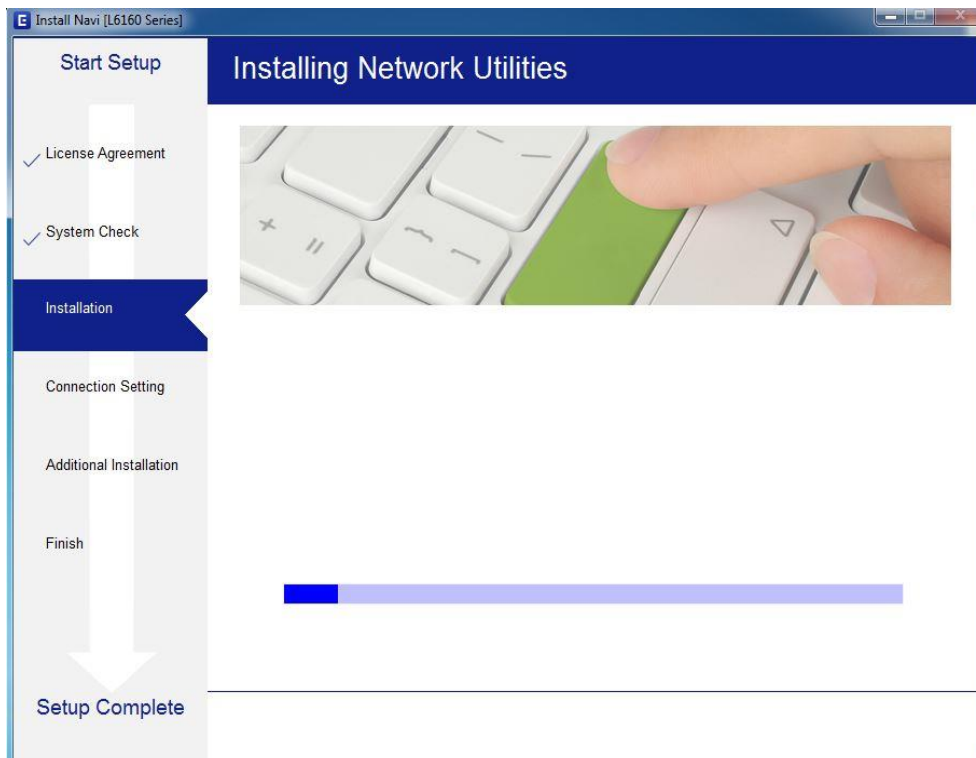 E Install Navi [L6160 Series]
Start Setup
Installing Network Utilities
License Agreement
System Check
Installation
Connection Setting
Additional Installation
Finish
Setup Complete